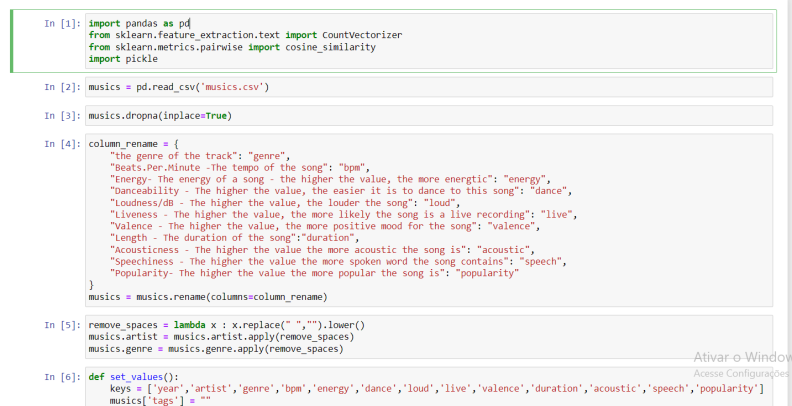 In [1]: import pandas as pd
from sklearn.feature_extraction.text import CountVectorizer
from sklearn.metrics.pairwise import cosine_similarity
import pickle
In [2]: musics = pd.read_csv('musics.csv')
In [3]: musics.dropna(inplace=True)
In [4]: column_rename = {
    "the genre of the track": "genre",
    "Beats.Per.Minute -The tempo of the song": "bpm",
    "Energy- The energy of a song - the higher the value, the more energtic": "energy",
    "Danceability - The higher the value, the easier it is to dance to this song": "dance",
    "Loudness/dB - The higher the value, the louder the song": "loud",
    "Liveness - The higher the value, the more likely the song is a live recording": "live",
    "Valence - The higher the value, the more positive mood for the song": "valence",
    "Length - The duration of the song":"duration",
    "Acousticness - The higher the value the more acoustic the song is": "acoustic",
    "Speechiness - The higher the value the more spoken word the song contains": "speech",
    "Popularity- The higher the value the more popular the song is": "popularity"
}
musics = musics.rename(columns=column_rename)
In [5]: remove_spaces = lambda x : x.replace(" ","").lower()
musics.artist = musics.artist.apply(remove_spaces)
musics.genre = musics.genre.apply(remove_spaces)
Ativar o Window
Acesse Configurações
In [6]: def set_values():
    keys = ['year','artist','genre','bpm','energy','dance','loud','live','valence','duration','acoustic','speech','popularity']
    musics['tags'] = ""